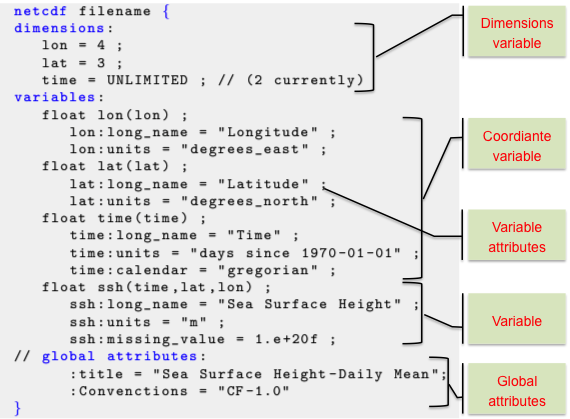 netcdf filename {
dimensions:
lon = 4 ;
lat = 3 ;
time = UNLIMITED ; // (2 currently)
variables:
float lon(lon) ;
lon:long_name = "Longitude" ;
lon:units = "degrees_east" ;
float lat(lat) ;
lat:long_name = "Latitude" ;
lat:units = "degrees_north" ;
float time(time) ;
time:long_name = "Time" ;
time:units = "days since 1970-01-01" ;
time:calendar = "gregorian" ;
float ssh(time,lat,lon) ;
ssh:long_name = "Sea Surface Height" ;
ssh:units = "m" ;
ssh:missing_value = 1.e+20f ;
// global attributes:
:title = "Sea Surface Height-Daily Mean";
:Convenctions = "CF-1.0"
}
Dimensions
variable
Coordiante
variable
Variable
attributes
Variable
Global
attributes